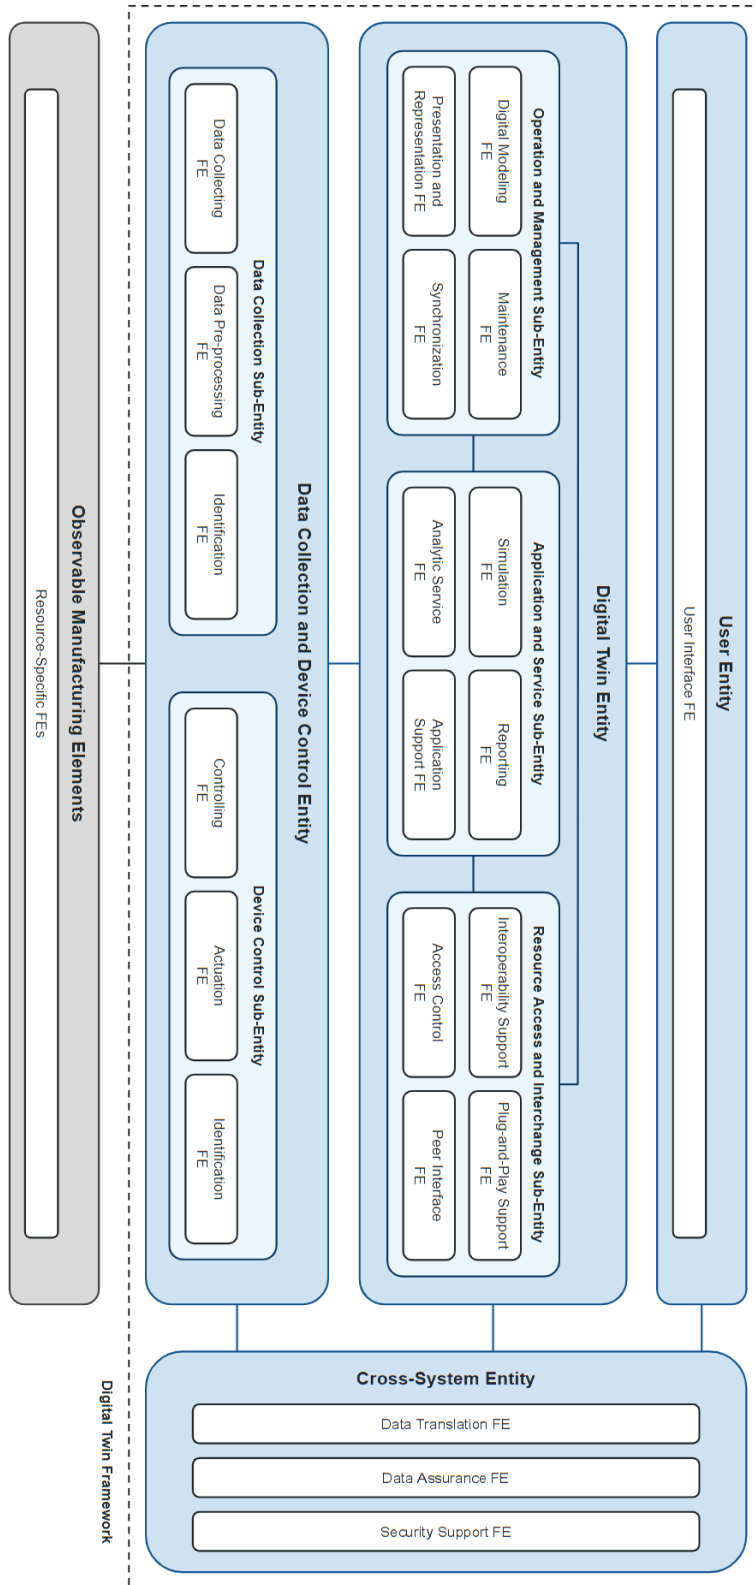 User Entity
User Interface FE
Digital Twin Entity
Operation and Management Sub-Entity
Digital Modeling
FE
Maintenance
FE
Presentation and
Representation FE
Synchronization
FE
Application and Service Sub-Entity
Simulation
FE
Reporting
FE
Analytic Service
FE
Application
Support FE
Resource Access and Interchange Sub-Entity
Interoperability Support
FE
Plug-and-Play Support
FE
Access Control
FE
Peer Interface
FE
Data Collection and Device Control Entity
Data Collection Sub-Entity
Data Collecting
FE
Data Pre-processing
FE
Identification
FE
Device Control Sub-Entity
Controlling
FE
Actuation
FE
Identification
FE
Cross-System Entity
Data Translation FE
Data Assurance FE
Security Support FE
Digital Twin Framework
Observable Manufacturing Elements
Resource-Specific FEs